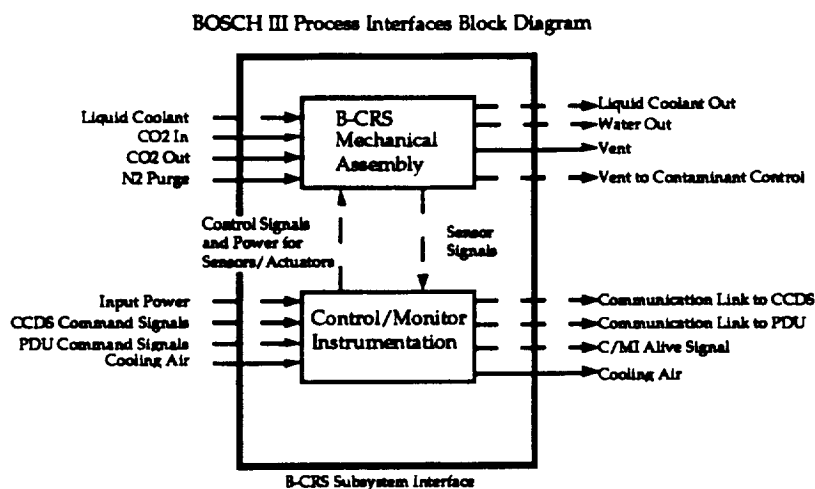 BOSCH III Process Interfaces Block Diagram
Liquid Coolant
CO2 In
CO2 Out
N2 Purge
B-CRS
Mechanical
Assembly
Liquid Coolant Out
Water Out
Vent
Vent to Contaminant Control
Control Signals
and Power for
Sensors/Actuators
Sensor
Signals
Input Power
CCDS Command Signals
PDU Command Signals
Cooling Air
Control/Monitor
Instrumentation
Communication Link to CCDS
Communication Link to PDU
C/MI Alive Signal
Cooling Air
B-CRS Subsystem Interface